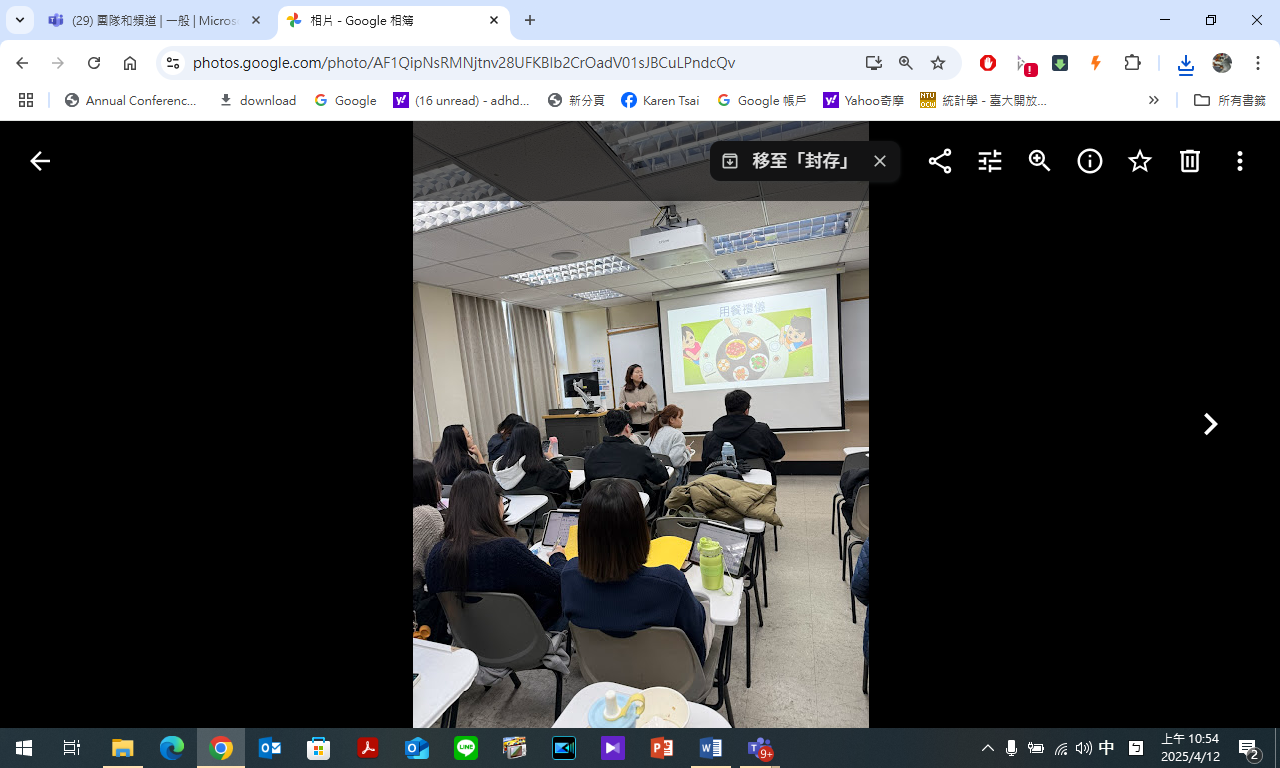 (29) 團隊和頻道 | 一般 | Micros
相片 - Google 相簿
photos.google.com/photo/AF1QipNsRMNjtnv28UFKBIb2CrOadV01sJBCuLPndcQv
Annual Conferenc...
download
Google
(16 unread) - adhd...
新分頁
Karen Tsai
Google 帳戶
Yahoo奇摩
統計學 - 臺大開放...
所有書籤
移至「封存」
用餐禮儀
中
上午 10:54
2025/4/12
9+
2